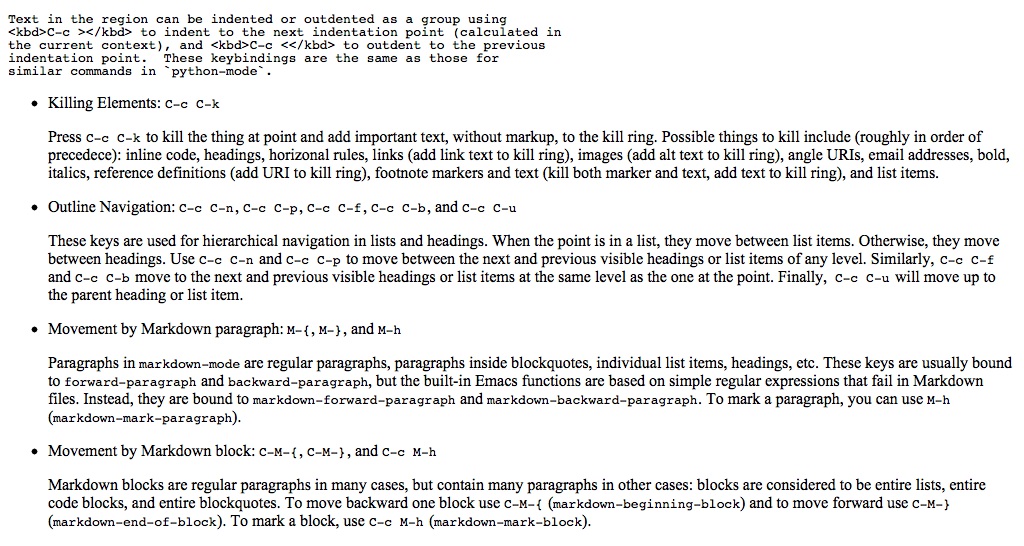 Text in the region can be indented or outdented as a group using
<kbd>C-c ></kbd> to indent to the next indentation point (calculated in
the current context), and <kbd>C-c <</kbd> to outdent to the previous
indentation point.  These keybindings are the same as those for
similar commands in `python-mode`.
• Killing Elements: C-c C-k
Press C-c C-k to kill the thing at point and add important text, without markup, to the kill ring. Possible things to kill include (roughly in order of
precedece): inline code, headings, horizonal rules, links (add link text to kill ring), images (add alt text to kill ring), angle URIs, email addresses, bold,
italics, reference definitions (add URI to kill ring), footnote markers and text (kill both marker and text, add text to kill ring), and list items.
• Outline Navigation: C-c C-n, C-c C-p, C-c C-f, C-c C-b, and C-c C-u
These keys are used for hierarchical navigation in lists and headings. When the point is in a list, they move between list items. Otherwise, they move
between headings. Use C-c C-n and C-c C-p to move between the next and previous visible headings or list items of any level. Similarly, C-c C-f
and C-c C-b move to the next and previous visible headings or list items at the same level as the one at the point. Finally, C-c C-u will move up to
the parent heading or list item.
• Movement by Markdown paragraph: M-{, M-}, and M-h
Paragraphs in markdown-mode are regular paragraphs, paragraphs inside blockquotes, individual list items, headings, etc. These keys are usually bound
to forward-paragraph and backward-paragraph, but the built-in Emacs functions are based on simple regular expressions that fail in Markdown
files. Instead, they are bound to markdown-forward-paragraph and markdown-backward-paragraph. To mark a paragraph, you can use M-h
(markdown-mark-paragraph).
• Movement by Markdown block: C-M-{, C-M-}, and C-c M-h
Markdown blocks are regular paragraphs in many cases, but contain many paragraphs in other cases: blocks are considered to be entire lists, entire
code blocks, and entire blockquotes. To move backward one block use C-M-{ (markdown-beginning-block) and to move forward use C-M-}
(markdown-end-of-block). To mark a block, use C-c M-h (markdown-mark-block).